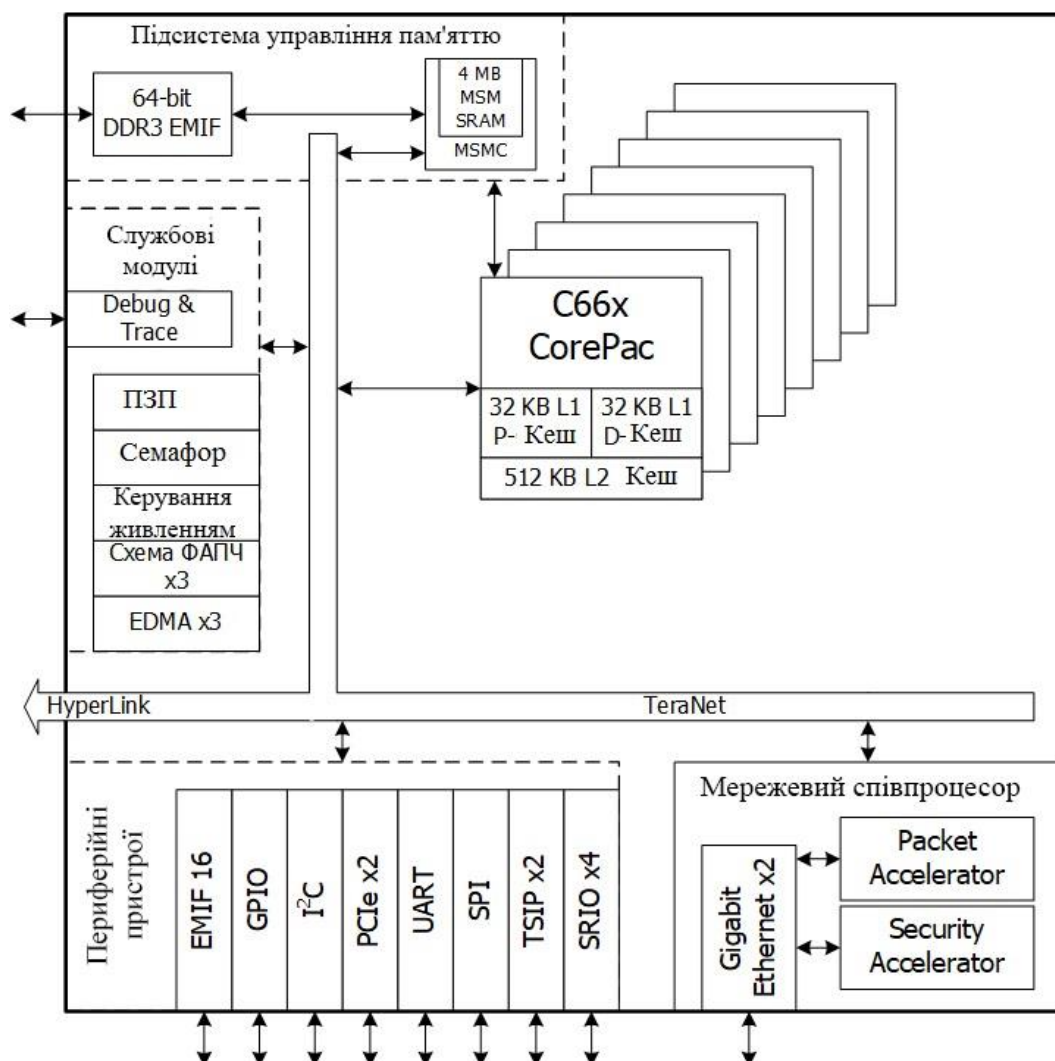 Підсистема управління пам'яттю
64-bit
DDR3 EMIF
4 MB
MSM
SRAM
MSMC
Службові
модулі
Debug &
Trace
ПЗП
Семафор
Керування
живленням
Схема ФАПЧ
x3
EDMA x3
C66x
CorePac
32 KB L1
P- Кеш
32 KB L1
D- Кеш
512 KB L2 Кеш
HyperLink
TeraNet
Периферійні
пристрої
EMIF 16
GPIO
I²C
PCIe x2
UART
SPI
TSIP x2
SRIO x4
Мережевий співпроцесор
Gigabit
Ethernet x2
Packet
Accelerator
Security
Accelerator